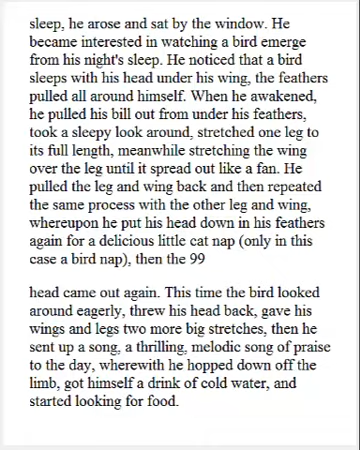 sleep, he arose and sat by the window. He
became interested in watching a bird emerge
from his night's sleep. He noticed that a bird
sleeps with his head under his wing, the feathers
pulled all around himself. When he awakened,
he pulled his bill out from under his feathers,
took a sleepy look around, stretched one leg to
its full length, meanwhile stretching the wing
over the leg until it spread out like a fan. He
pulled the leg and wing back and then repeated
the same process with the other leg and wing,
whereupon he put his head down in his feathers
again for a delicious little cat nap (only in this
case a bird nap), then the 99
head came out again. This time the bird looked
around eagerly, threw his head back, gave his
wings and legs two more big stretches, then he
sent up a song, a thrilling, melodic song of praise
to the day, wherewith he hopped down off the
limb, got himself a drink of cold water, and
started looking for food.